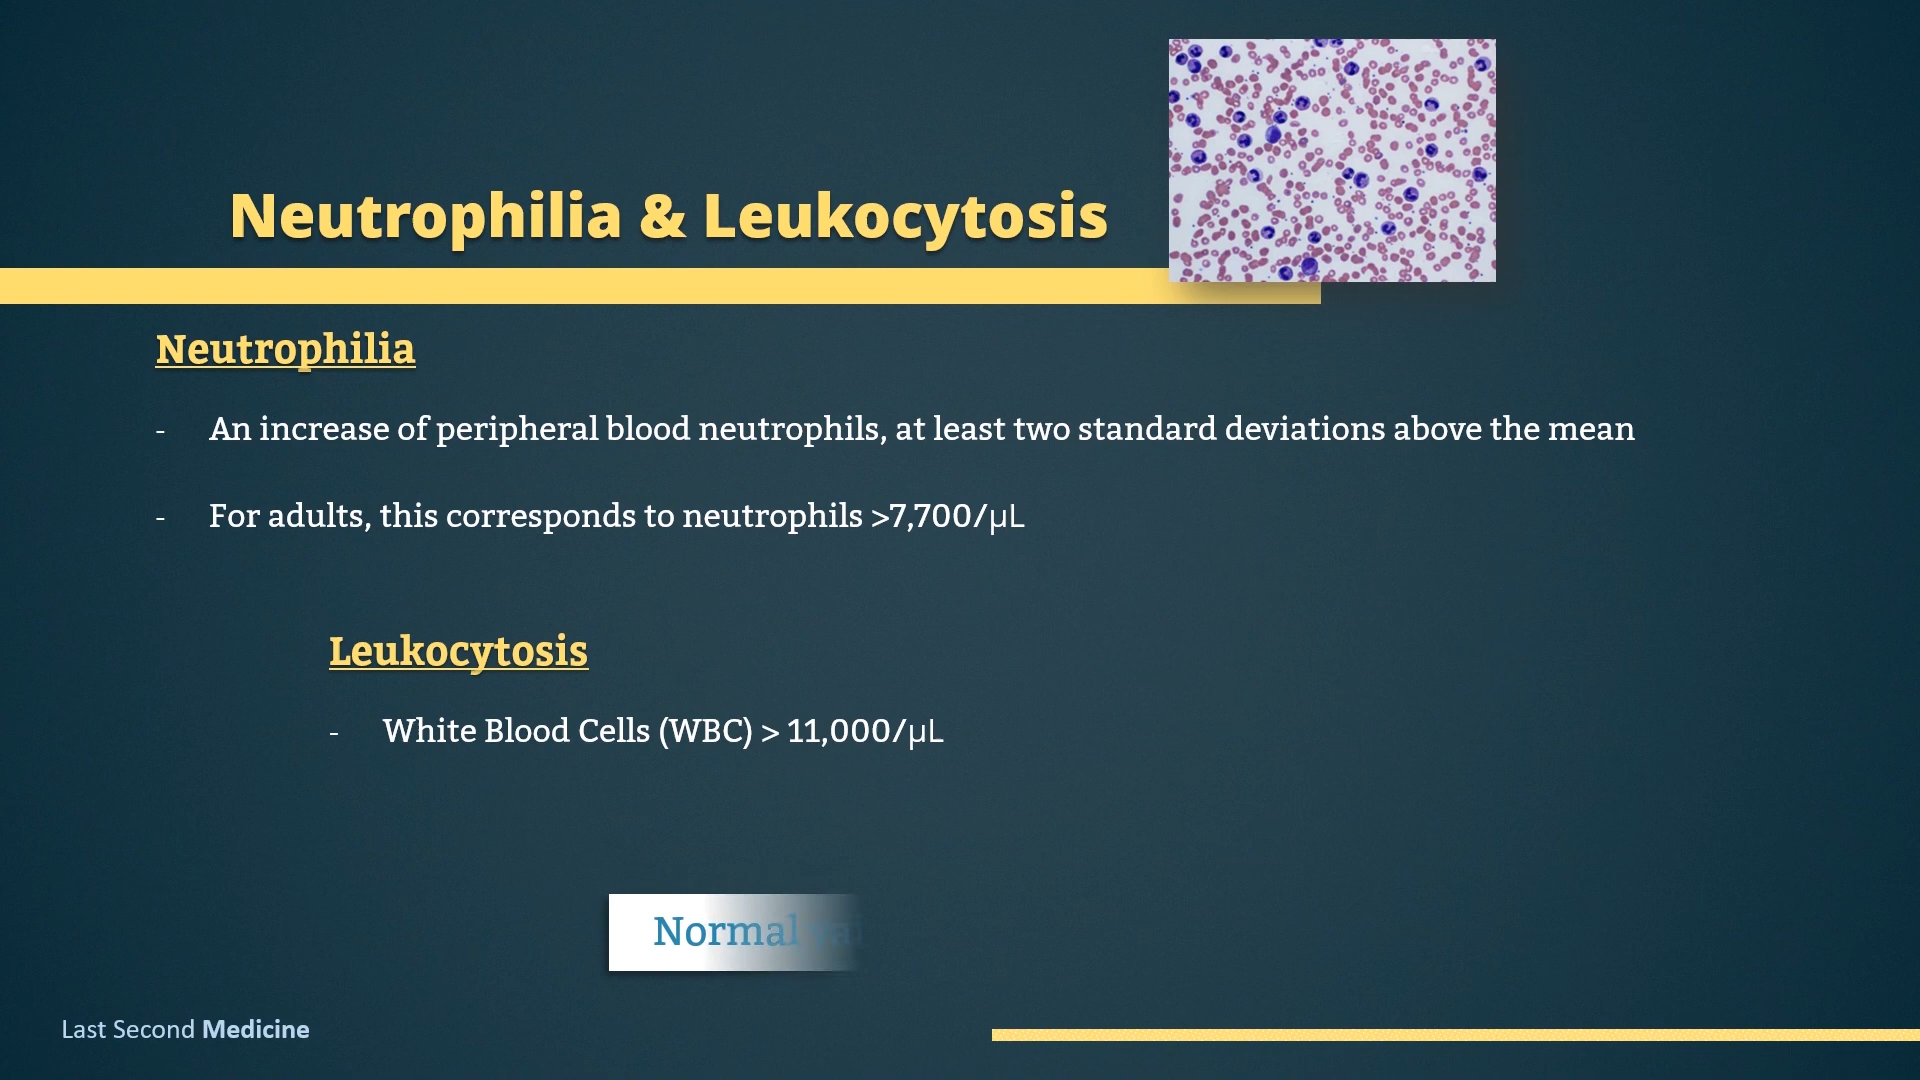 Neutrophilia & Leukocytosis
Neutrophilia
- An increase of peripheral blood neutrophils, at least two standard deviations above the mean
- For adults, this corresponds to neutrophils >7,700/μL
Leukocytosis
- White Blood Cells (WBC) > 11,000/μL
Normal
Last Second Medicine